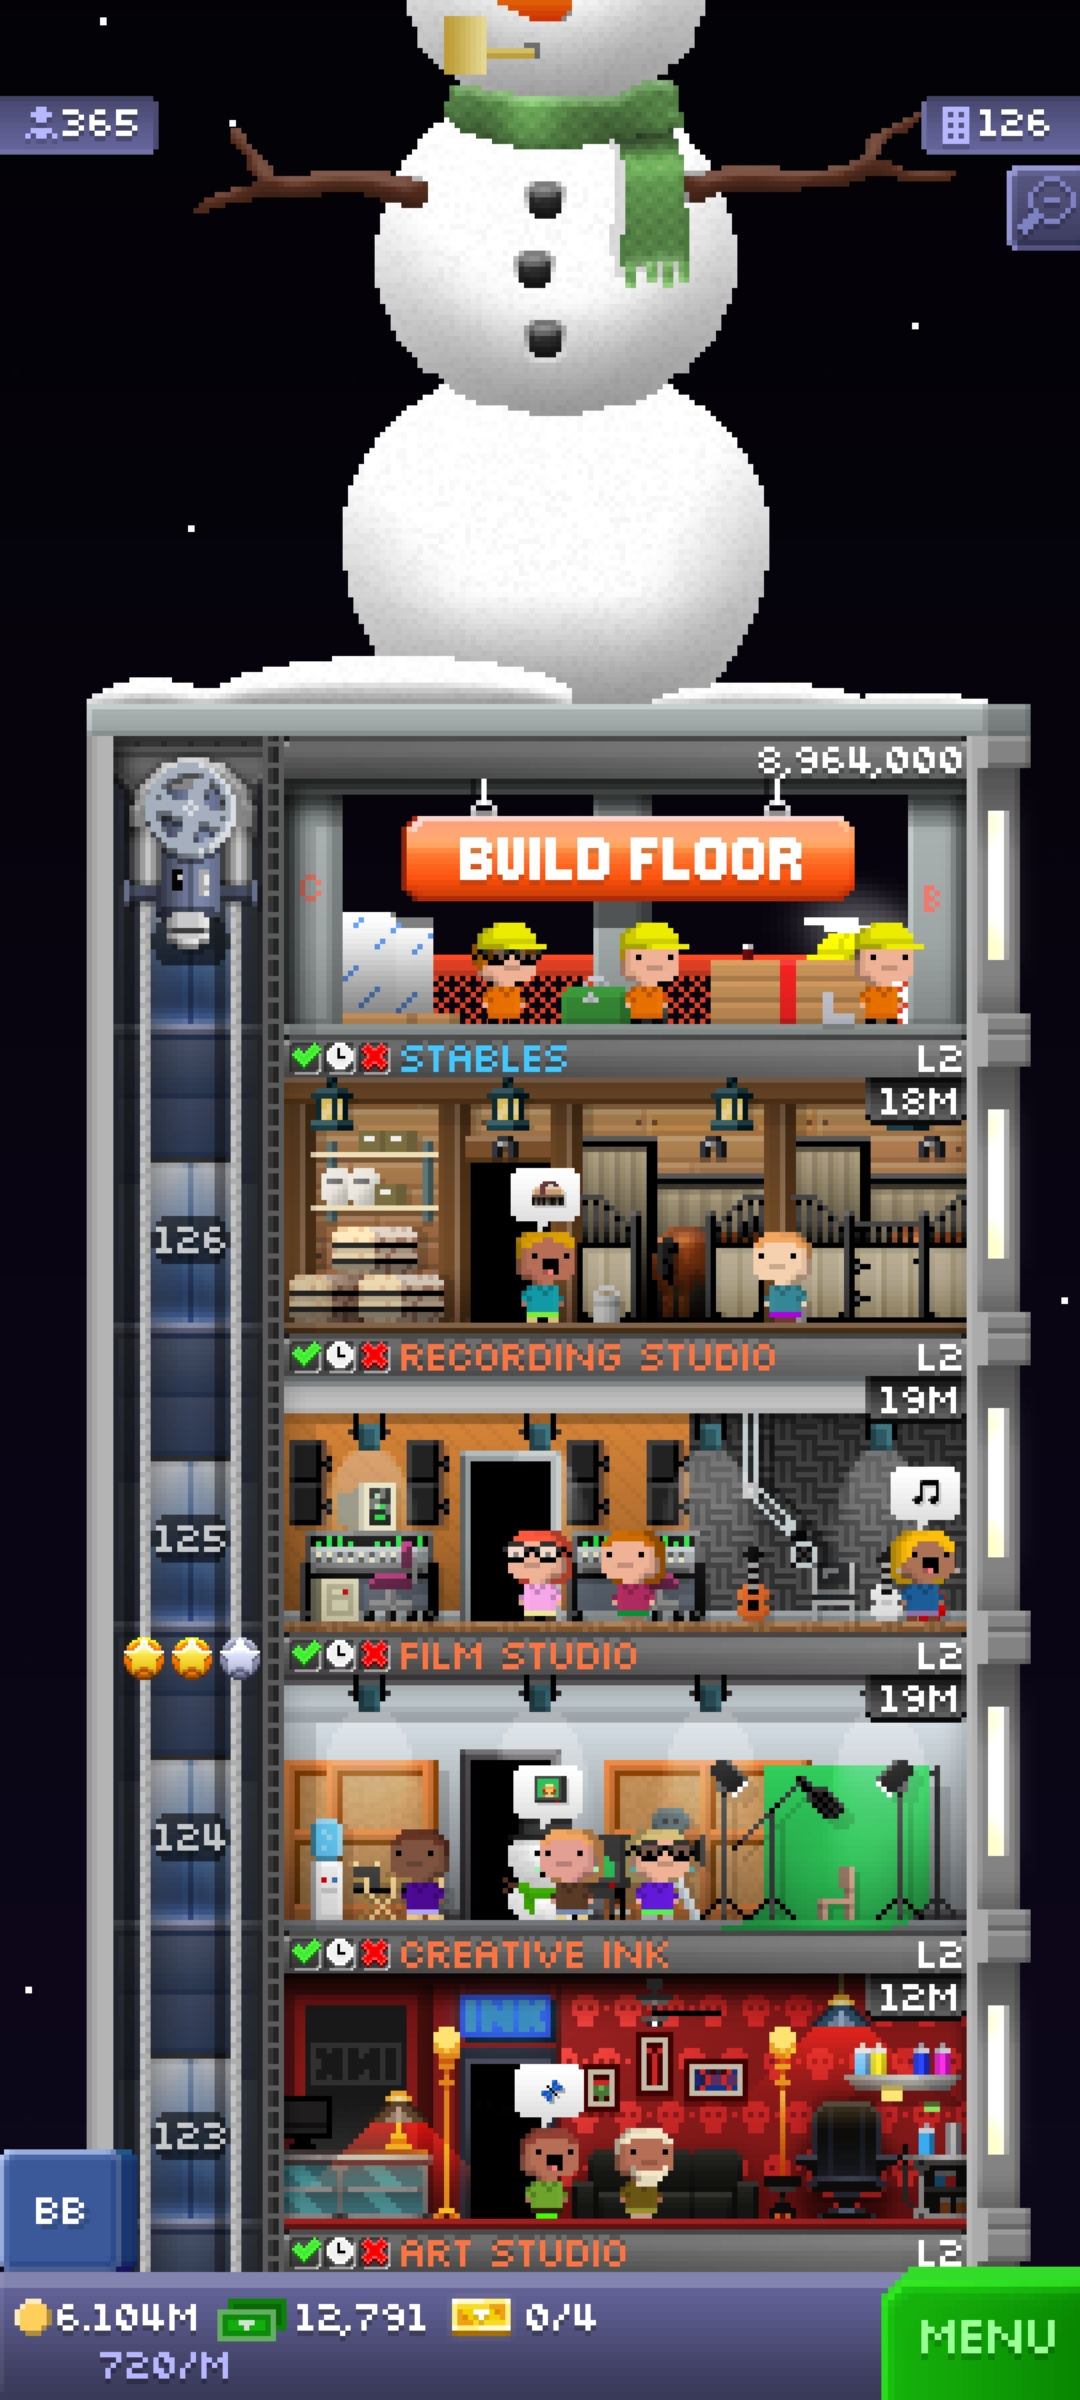 365
126
8,964,000
BUILD FLOOR
C
B
STABLES L2
18M
126
RECORDING STUDIO L2
19M
125
FILM STUDIO L2
19M
124
CREATIVE INK L2
12M
INK
123
BB
ART STUDIO L2
6.104M 12,791 0/4
720/M
MENU